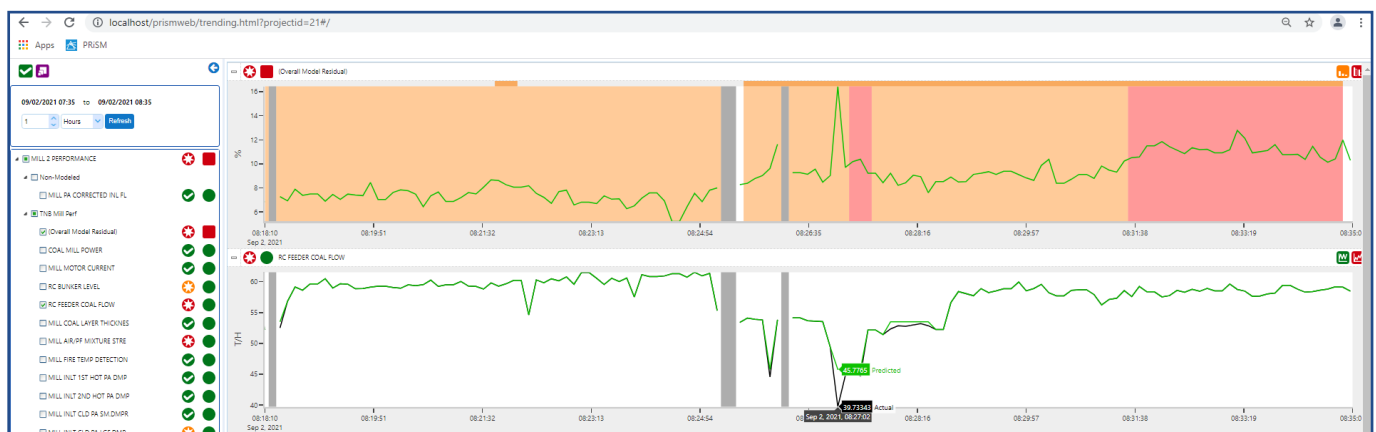 localhost/prismweb/trending.html?projectid=21#/
Apps PRiSM
(Overall Model Residual)
09/02/2021 07:35 to 09/02/2021 08:35
1 Hours Refresh
MILL 2 PERFORMANCE
Non-Modeled
MILL PA CORRECTED INL FL
TNB Mill Perf
(Overall Model Residual)
COAL MILL POWER
MILL MOTOR CURRENT
RC BUNKER LEVEL
RC FEEDER COAL FLOW
MILL COAL LAYER THICKNES
MILL AIR/PF MIXTURE STRE
MILL FIRE TEMP DETECTION
MILL INLT 1ST HOT PA DMP
MILL INLT 2ND HOT PA DMP
MILL INLT CLD PA SM.DMPR
16
14
12
%
10
8
6
08:18:10 08:19:51 08:21:32 08:23:13 08:24:54 08:26:35 08:28:16 08:29:57 08:31:38 08:33:19 08:35:0
Sep 2, 2021
RC FEEDER COAL FLOW
W
60
55
T/H
50
45
45.7765 Predicted
40
39.73343 Actual
08:18:10 08:19:51 08:21:32 08:23:13 08:24:54 08 Sep 2, 2021, 08:27:02 08:28:16 08:29:57 08:31:38 08:33:19 08:35:0
Sep 2, 2021